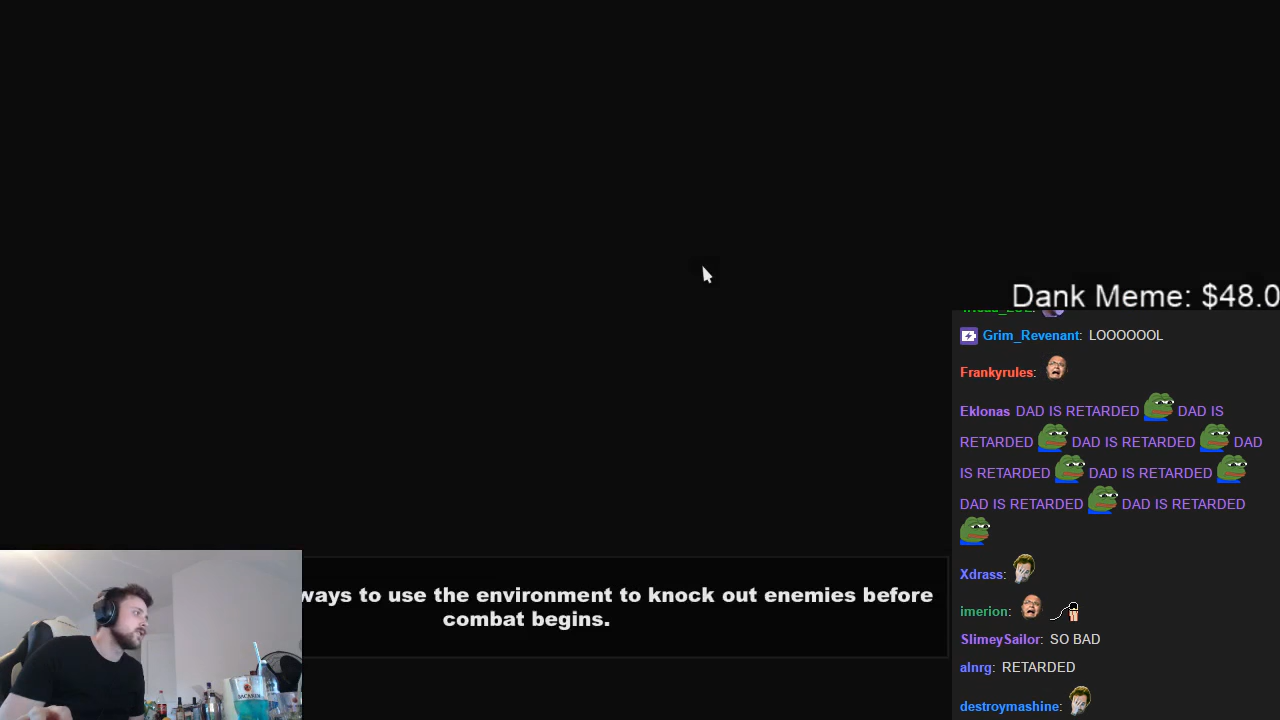 Dank Meme: $48.0
Grim_Revenant: LOOOOOOL
Frankyrules:
Eklonas DAD IS RETARDED DAD IS
RETARDED DAD IS RETARDED DAD
IS RETARDED DAD IS RETARDED
DAD IS RETARDED DAD IS RETARDED
Xdrass:
ways to use the environment to knock out enemies before
combat begins.
imerion:
SlimeySailor: SO BAD
alnrg: RETARDED
destroymashine:
BACARDI